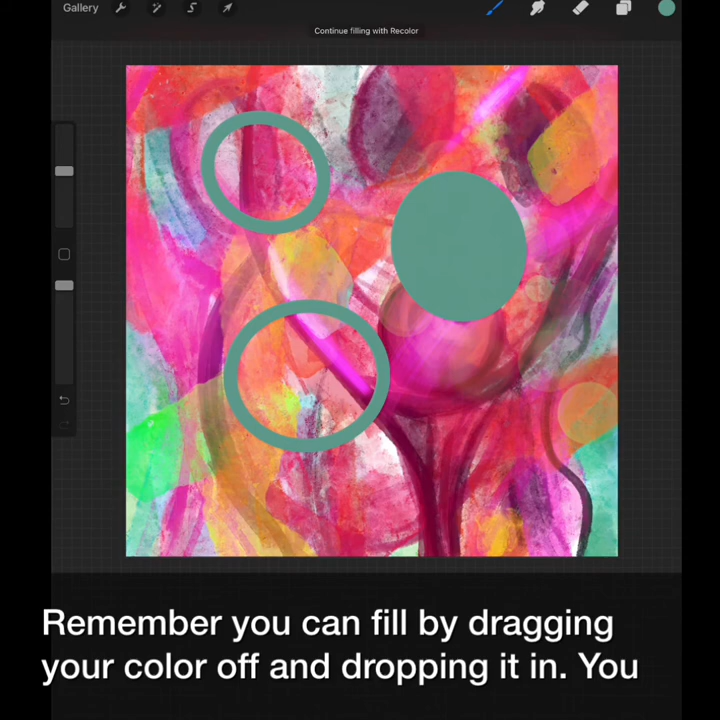 Gallery
Continue filling with Recolor
Remember you can fill by dragging
your color off and dropping it in. You